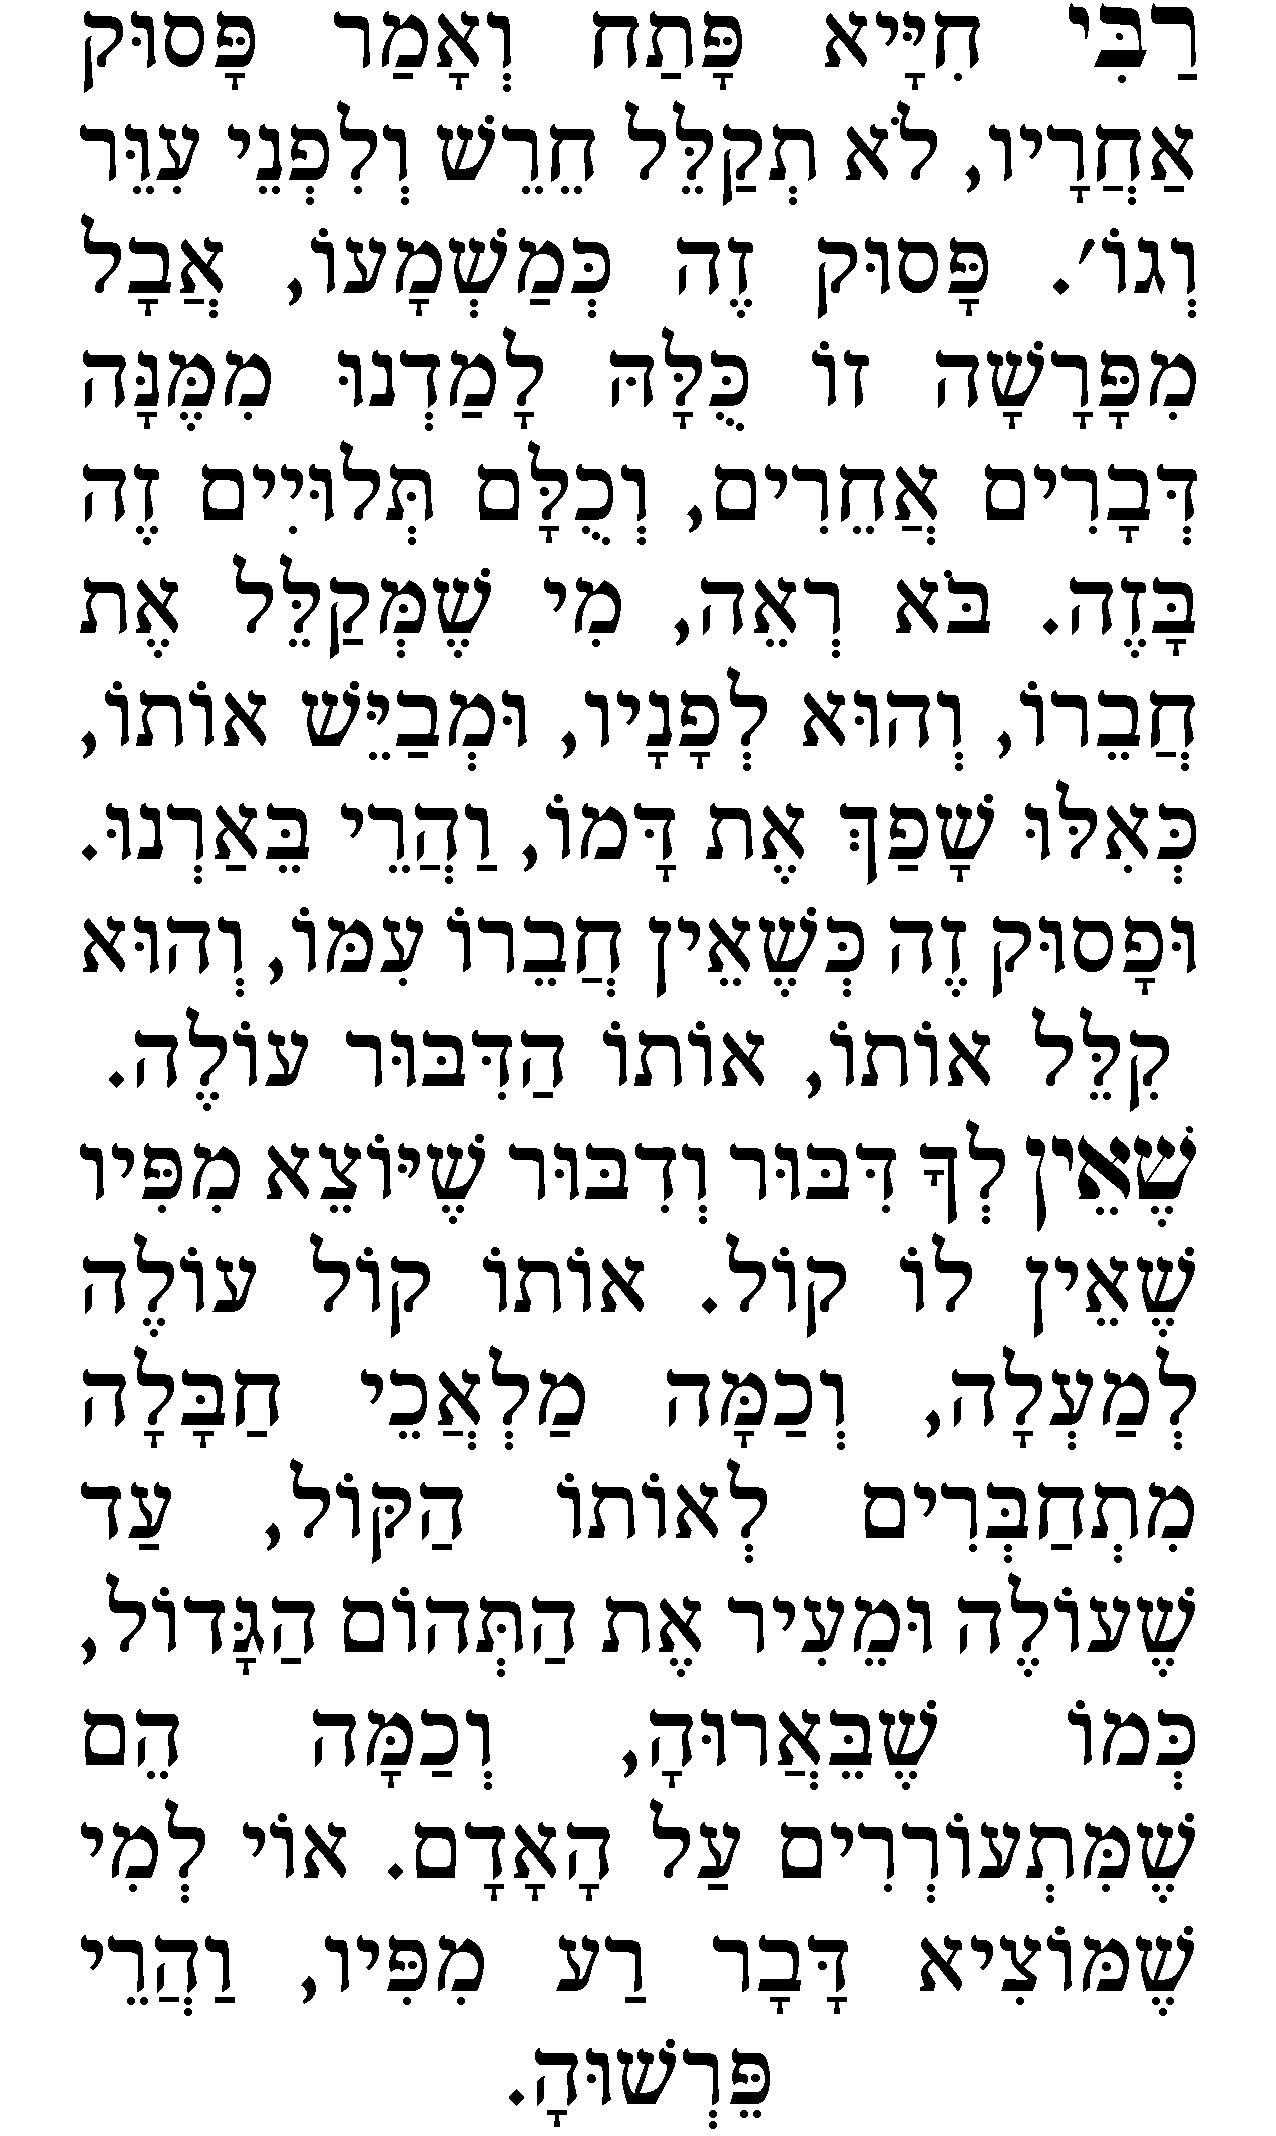 רַבִּי חִיָּיא פָּתַח וְאָמַר פָּסוּק
אַחֲרָיו, לֹא תְקַלֵּל חֵרֵשׁ וְלִפְנֵי עִוֵּר
וְגוֹ׳. פָּסוּק זֶה כְּמַשְׁמָעוֹ, אֲבָל
מִפָּרָשָׁה זוֹ כֻּלָּהּ לָמַדְנוּ מִמֶּנָּה
דְּבָרִים אֲחֵרִים, וְכֻלָּם תְּלוּיִים זֶה
בָּזֶה. בֹּא רְאֵה, מִי שֶׁמְּקַלֵּל אֶת
חֲבֵרוֹ, וְהוּא לְפָנָיו, וּמְבַיֵּשׁ אוֹתוֹ,
כְּאִלּוּ שָׁפַךְ אֶת דָּמוֹ, וַהֲרֵי בֵּאַרְנוּ.
וּפָסוּק זֶה כְּשֶׁאֵין חֲבֵרוֹ עִמּוֹ, וְהוּא
קִלֵּל אוֹתוֹ, אוֹתוֹ הַדִּבּוּר עוֹלֶה.
שֶׁאֵין לְךָ דִּבּוּר וְדִבּוּר שֶׁיּוֹצֵא מִפִּיו
שֶׁאֵין לוֹ קוֹל. אוֹתוֹ קוֹל עוֹלֶה
לְמַעְלָה, וְכַמָּה מַלְאֲכֵי חַבָּלָה
מִתְחַבְּרִים לְאוֹתוֹ הַקּוֹל, עַד
שֶׁעוֹלֶה וּמֵעִיר אֶת הַתְּהוֹם הַגָּדוֹל,
כְּמוֹ שֶׁבֵּאֲרוּהָ, וְכַמָּה הֵם
שֶׁמִּתְעוֹרְרִים עַל הָאָדָם. אוֹי לְמִי
שֶׁמּוֹצִיא דָּבָר רַע מִפִּיו, וַהֲרֵי
פֵּרְשׁוּהָ.